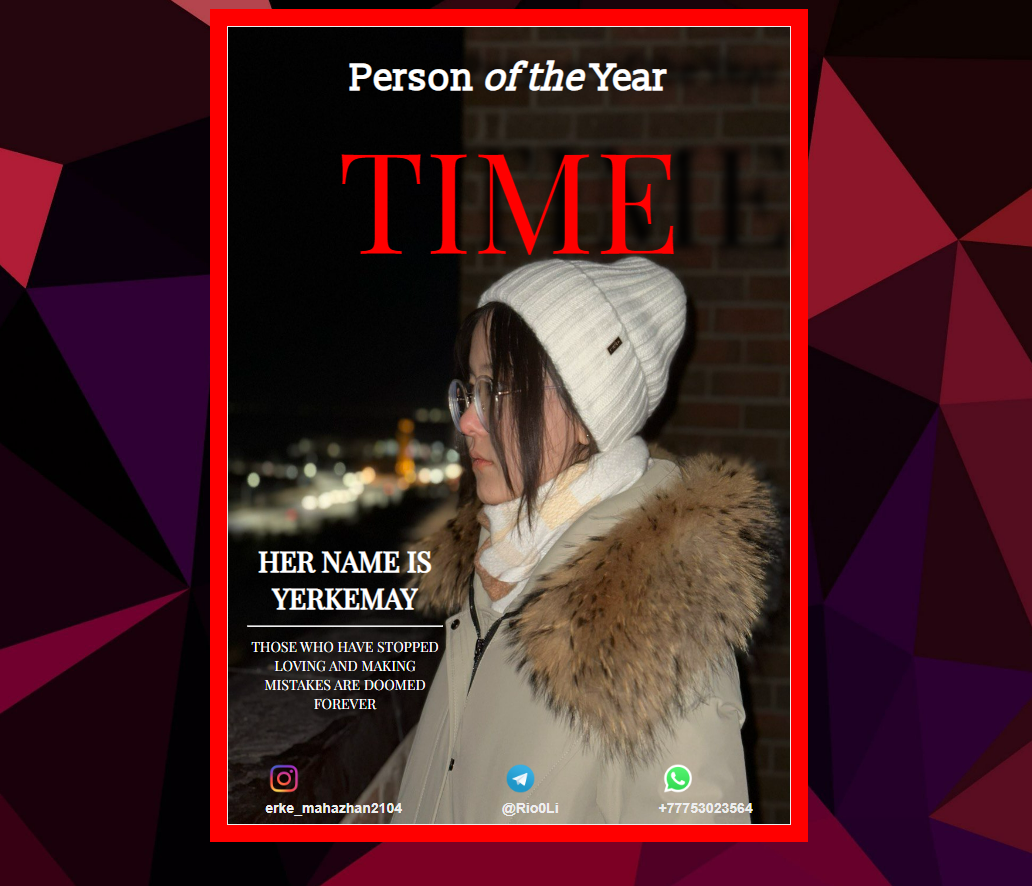 Person of the Year
TIME
HER NAME IS
YERKEMAY
THOSE WHO HAVE STOPPED
LOVING AND MAKING
MISTAKES ARE DOOMED
FOREVER
erke_mahazhan2104
@Rio0Li
+77753023564